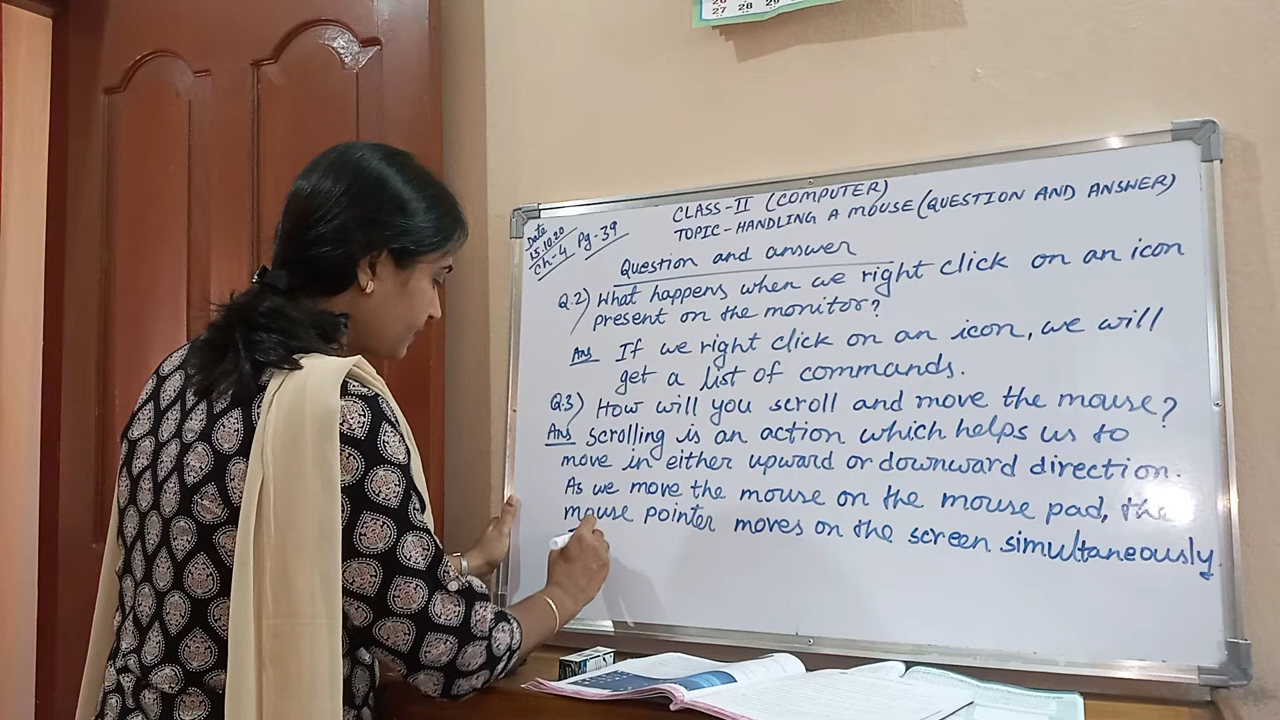 27 28 29
CLASS-II (COMPUTER)
TOPIC-HANDLING A MOUSE (QUESTION AND ANSWER)
Date
15.10.20
Ch-4 Pg-39
Question and answer
Q.2) What happens when we right click on an icon
present on the monitor?
Ans If we right click on an icon, we will
get a list of commands.
Q.3) How will you scroll and move the mouse?
Ans Scrolling is an action which helps us to
move in either upward or downward direction.
As we move the mouse on the mouse pad, the
mouse pointer moves on the screen simultaneously.